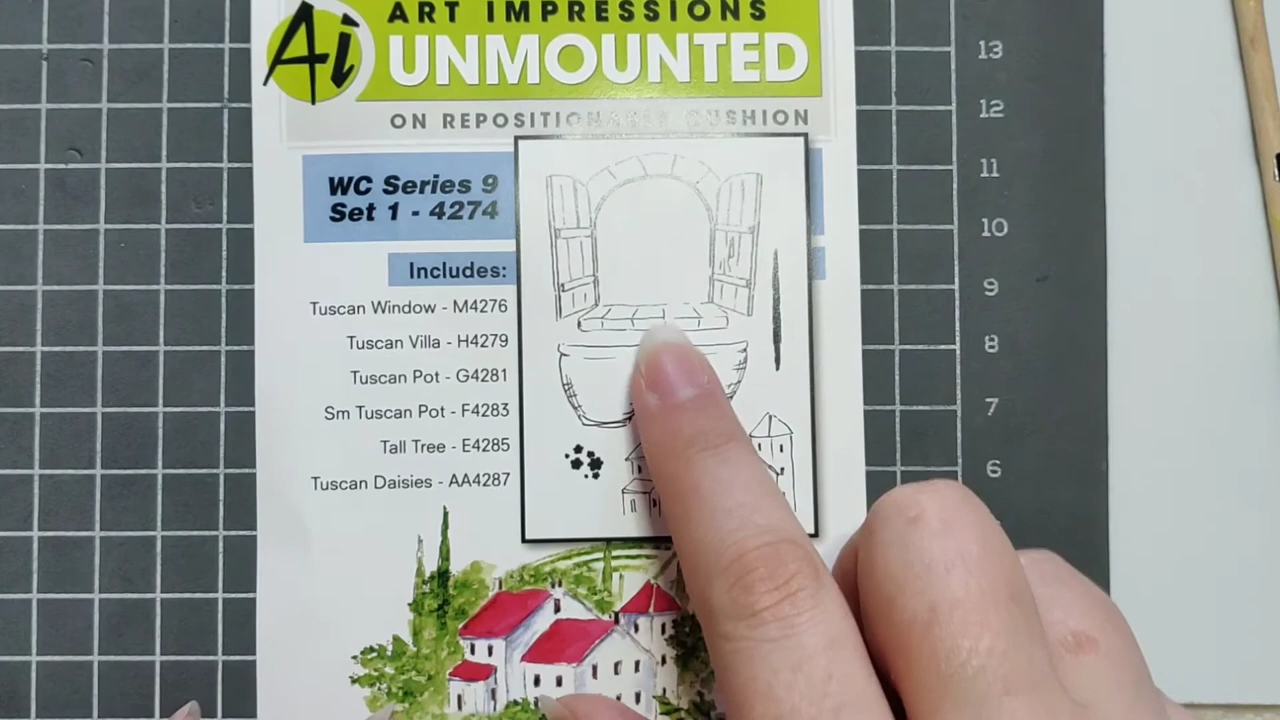 Ai
ART IMPRESSIONS
UNMOUNTED
ON REPOSITIONABLE CUSHION
WC Series 9
Set 1 - 4274
Includes:
Tuscan Window - M4276
Tuscan Villa - H4279
Tuscan Pot - G4281
Sm Tuscan Pot - F4283
Tall Tree - E4285
Tuscan Daisies - AA4287
13
12
11
10
9
8
7
6